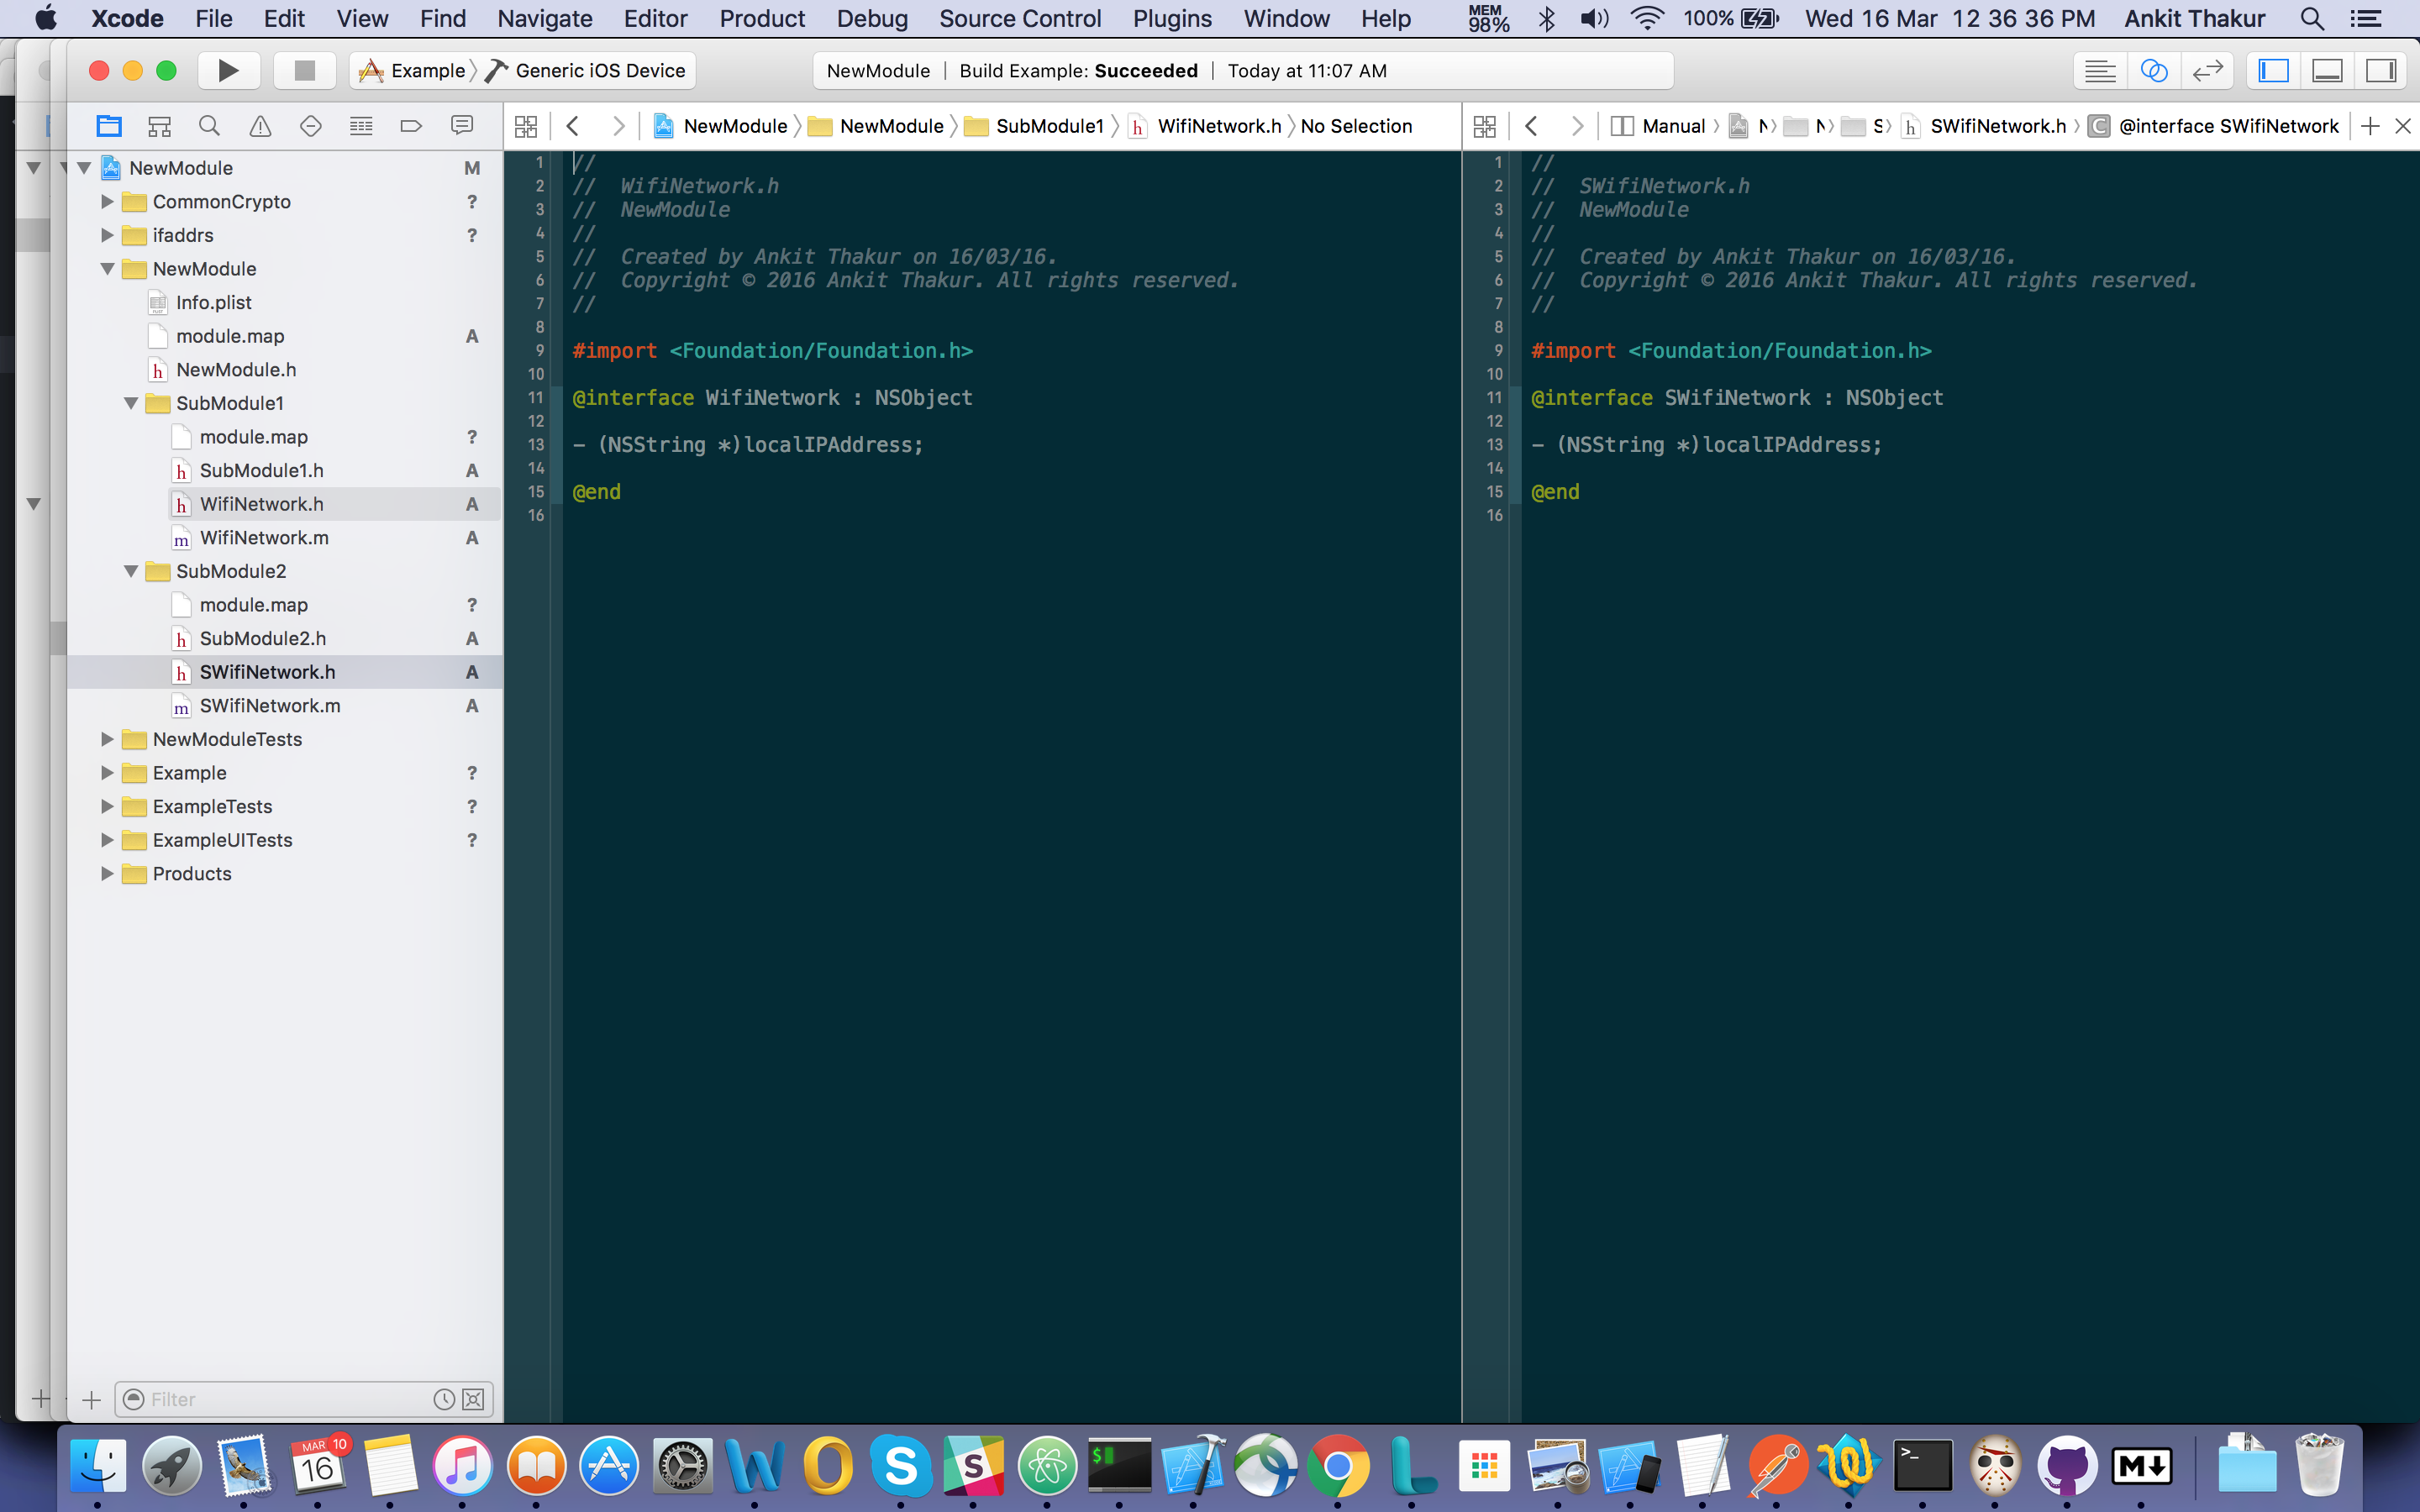 Xcode File Edit View Find Navigate Editor Product Debug Source Control Plugins Window Help MEM 98% 100% Wed 16 Mar 12 36 36 PM Ankit Thakur
Example Generic iOS Device NewModule | Build Example: Succeeded | Today at 11:07 AM
NewModule NewModule SubModule1 h WifiNetwork.h No Selection
Manual N N S h SWifiNetwork.h C @interface SWifiNetwork
NewModule M
CommonCrypto ?
ifaddrs ?
NewModule
Info.plist
module.map A
h NewModule.h
SubModule1
module.map ?
h SubModule1.h A
h WifiNetwork.h A
m WifiNetwork.m A
SubModule2
module.map ?
h SubModule2.h A
h SWifiNetwork.h A
m SWifiNetwork.m A
NewModuleTests
Example ?
ExampleTests ?
ExampleUITests ?
Products
Filter
1 //
2 // WifiNetwork.h
3 // NewModule
4 //
5 // Created by Ankit Thakur on 16/03/16.
6 // Copyright © 2016 Ankit Thakur. All rights reserved.
7 //
8
9 #import <Foundation/Foundation.h>
10
11 @interface WifiNetwork : NSObject
12
13 - (NSString *)localIPAddress;
14
15 @end
16
1 //
2 // SWifiNetwork.h
3 // NewModule
4 //
5 // Created by Ankit Thakur on 16/03/16.
6 // Copyright © 2016 Ankit Thakur. All rights reserved.
7 //
8
9 #import <Foundation/Foundation.h>
10
11 @interface SWifiNetwork : NSObject
12
13 - (NSString *)localIPAddress;
14
15 @end
16
MAR 10
16
W O S S $ L >_ M